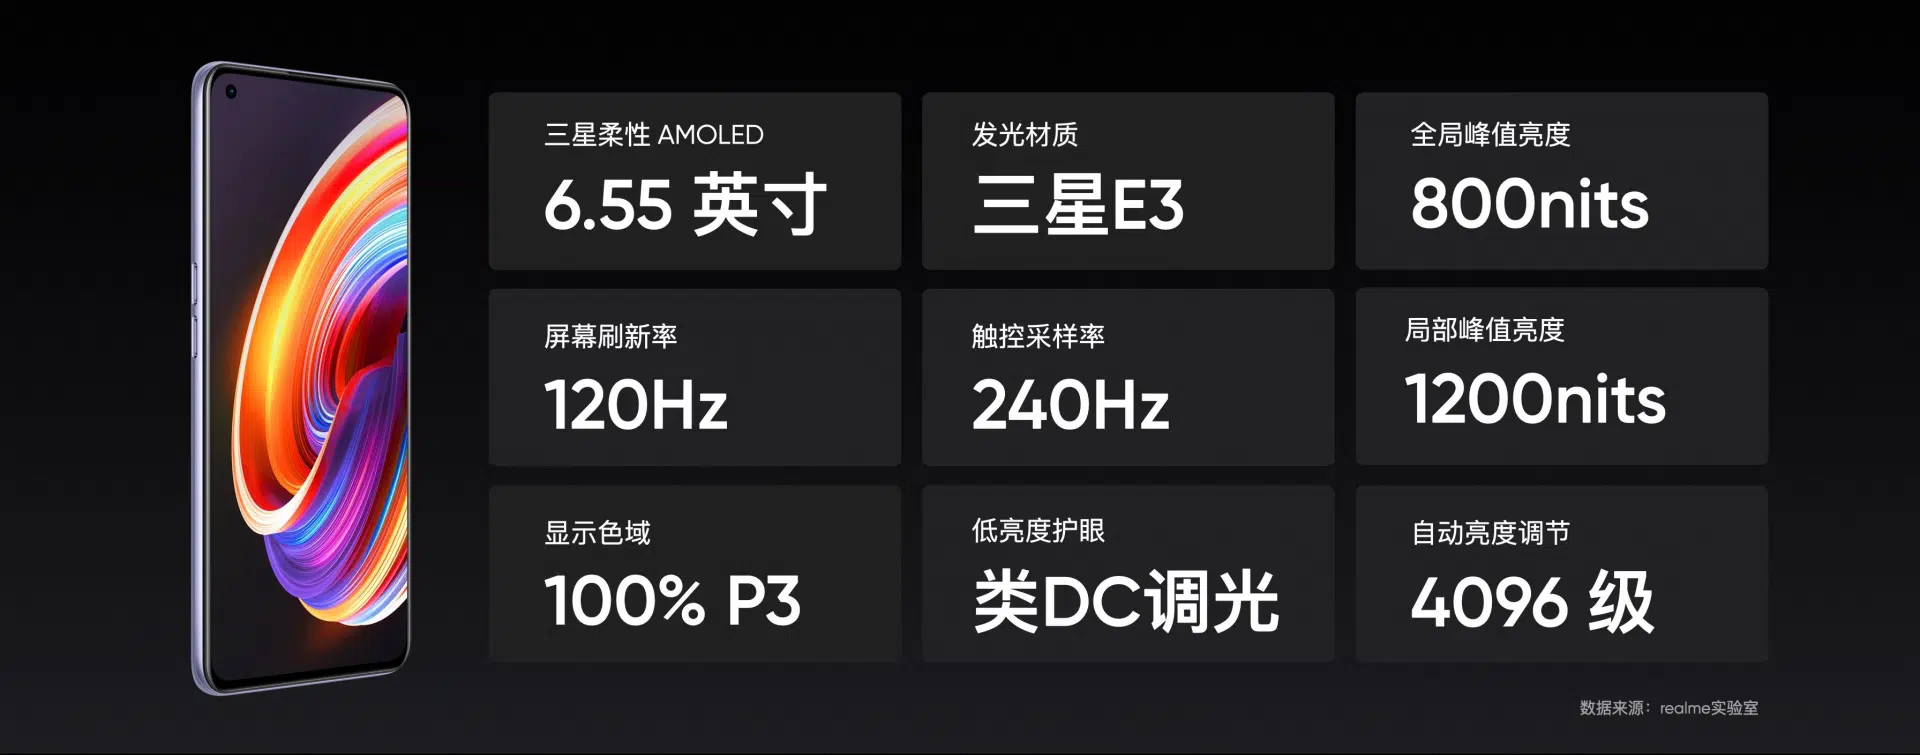 三星柔性 AMOLED
6.55 英寸
发光材质
三星E3
全局峰值亮度
800nits
屏幕刷新率
120Hz
触控采样率
240Hz
局部峰值亮度
1200nits
显示色域
100% P3
低亮度护眼
类DC调光
自动亮度调节
4096 级
数据来源：realme实验室